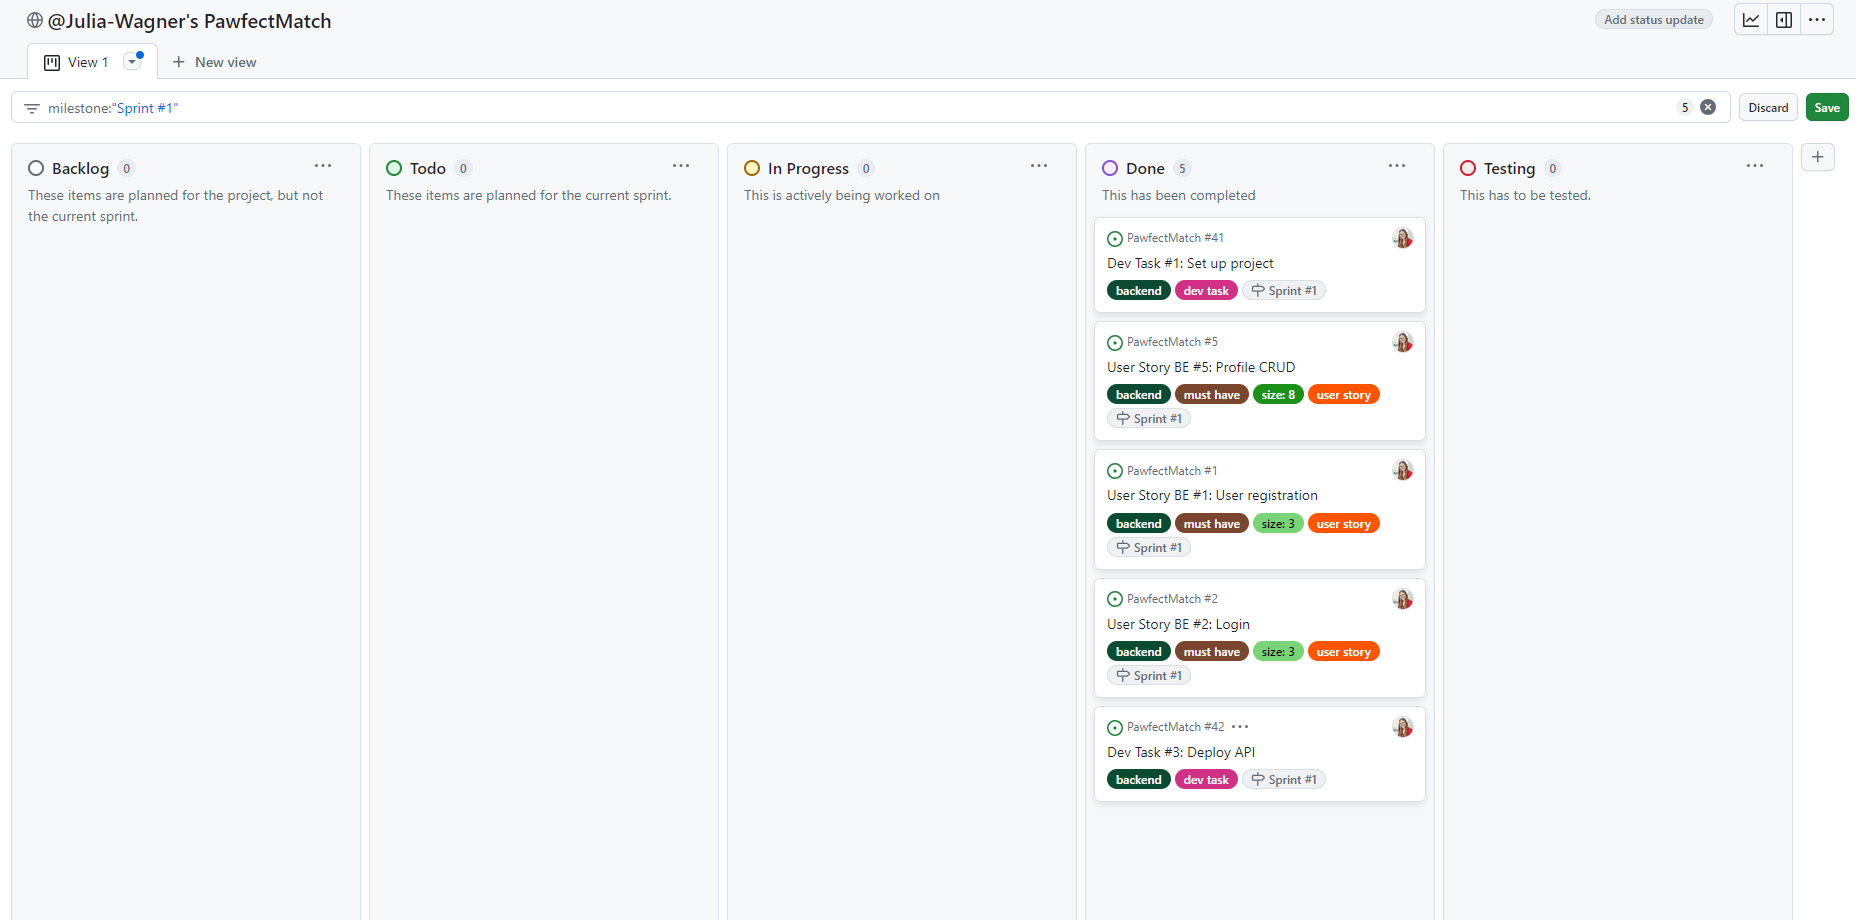 @Julia-Wagner's PawfectMatch
Add status update
View 1
New view
milestone:"Sprint #1"
5
Discard
Save
Backlog 0
These items are planned for the project, but not
the current sprint.
Todo 0
These items are planned for the current sprint.
In Progress 0
This is actively being worked on
Done 5
This has been completed
PawfectMatch #41
Dev Task #1: Set up project
backend dev task Sprint #1
PawfectMatch #5
User Story BE #5: Profile CRUD
backend must have size: 8 user story
Sprint #1
PawfectMatch #1
User Story BE #1: User registration
backend must have size: 3 user story
Sprint #1
PawfectMatch #2
User Story BE #2: Login
backend must have size: 3 user story
Sprint #1
PawfectMatch #42
Dev Task #3: Deploy API
backend dev task Sprint #1
Testing 0
This has to be tested.